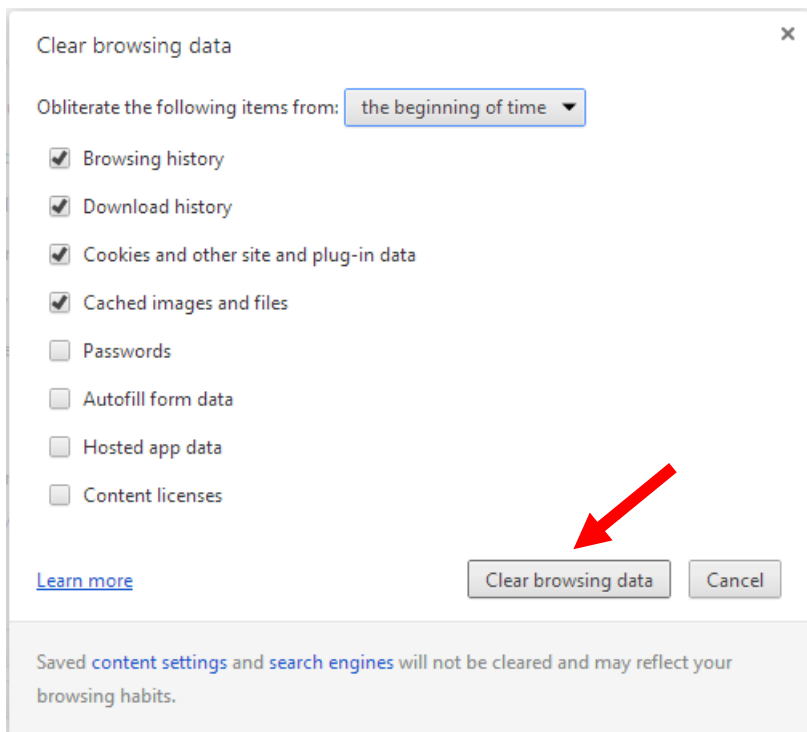 Clear browsing data
Obliterate the following items from: the beginning of time
Browsing history
Download history
Cookies and other site and plug-in data
Cached images and files
Passwords
Autofill form data
Hosted app data
Content licenses
Learn more Clear browsing data Cancel
Saved content settings and search engines will not be cleared and may reflect your
browsing habits.